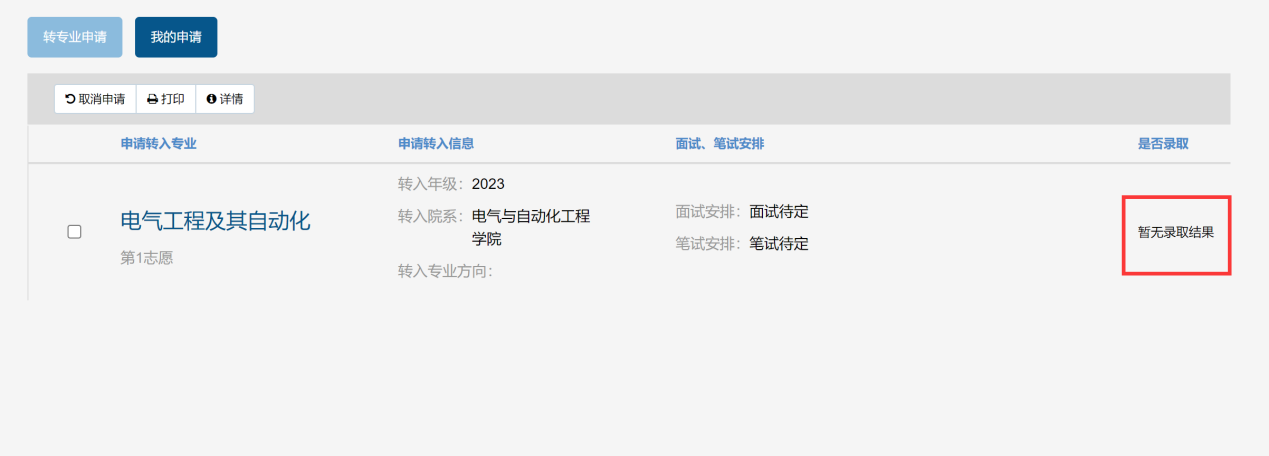 转专业申请 我的申请
取消申请 打印 详情
申请转入专业 申请转入信息 面试、笔试安排 是否录取
电气工程及其自动化
第1志愿
转入年级：2023
转入院系：电气与自动化工程
学院
转入专业方向：
面试安排：面试待定
笔试安排：笔试待定
暂无录取结果